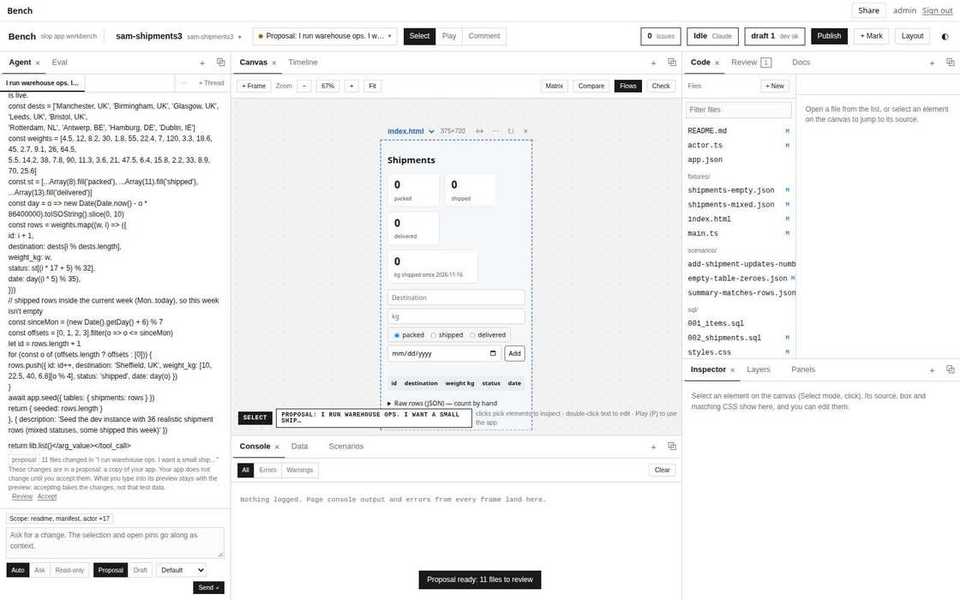 Bench
Share
admin
Sign out
Bench
slop app workbench
sam-shipments3
sam-shipments3
Proposal: I run warehouse ops. I w...
Select
Play
Comment
0 issues
Idle Claude
draft 1 dev ok
Publish
+ Mark
Layout
Agent ×
Eval
I run warehouse ops. I...
+ Thread
is live.
const dests = ['Manchester, UK', 'Birmingham, UK', 'Glasgow, UK',
'Leeds, UK', 'Bristol, UK',
'Rotterdam, NL', 'Antwerp, BE', 'Hamburg, DE', 'Dublin, IE']
const weights = [4.5, 12, 8.2, 30, 1.8, 55, 22.4, 7, 120, 3.3, 18.6,
45, 2.7, 9.1, 26, 64.5,
5.5, 14.2, 38, 7.8, 90, 11.3, 3.6, 21, 47.5, 6.4, 15.8, 2.2, 33, 8.9,
70, 25.6]
const st = [...Array(8).fill('packed'), ...Array(11).fill('shipped'),
...Array(13).fill('delivered')]
const day = o => new Date(Date.now() - o *
86400000).toISOString().slice(0, 10)
const rows = weights.map((w, i) => ({
id: i + 1,
destination: dests[i % dests.length],
weight_kg: w,
status: st[(i * 17 + 5) % 32],
date: day((i * 5) % 35),
}))
// shipped rows inside the current week (Mon..today), so this week
isn't empty
const sinceMon = (new Date().getDay() + 6) % 7
const offsets = [0, 1, 2, 3].filter(o => o <= sinceMon)
let id = rows.length + 1
for (const o of (offsets.length ? offsets : [0])) {
rows.push({ id: id++, destination: 'Sheffield, UK', weight_kg: [10,
22.5, 40, 6.8][o % 4], status: 'shipped', date: day(o) })
}
await app.seed({ tables: { shipments: rows } })
return { seeded: rows.length }
}, { description: 'Seed the dev instance with 36 realistic shipment
rows (mixed statuses, some shipped this week)' })
return lib.list()</arg_value></tool_call>
proposal · 11 files changed in "I run warehouse ops. I want a small ship..."
These changes are in a proposal: a copy of your app. Your app does not
change until you accept them. What you type into its preview stays with the
preview; accepting takes the changes, not that test data.
Review
Accept
Scope: readme, manifest, actor +17
Ask for a change. The selection and open pins go along as
context.
Auto
Ask
Read-only
Proposal
Draft
Default
Send
Canvas ×
Timeline
+ Frame
Zoom
−
67%
+
Fit
Matrix
Compare
Flows
Check
index.html
375×720
Shipments
0
packed
0
shipped
0
delivered
0
kg shipped since 2026-11-16
Destination
kg
packed
shipped
delivered
mm/dd/yyyy
Add
id destination weight kg status date
Raw rows (JSON) — count by hand
SELECT
PROPOSAL: I RUN WAREHOUSE OPS. I WANT A SMALL
SHIP…
clicks pick elements to inspect · double-click text to edit · Play (P) to use
the app
Console ×
Data
Scenarios
All
Errors
Warnings
Clear
Nothing logged. Page console output and errors from every frame land here.
Proposal ready: 11 files to review
Code ×
Review 1
Docs
Files
+ New
Filter files
README.md M
actor.ts M
app.json
fixtures/
shipments-empty.json M
shipments-mixed.json M
index.html M
main.ts M
scenario/
add-shipment-updates-numb
empty-table-zeroes.json M
summary-matches-rows.json
sql/
001_items.sql
002_shipments.sql M
styles.css M
Open a file from the list, or select an element
on the canvas to jump to its source.
Inspector ×
Layers
Panels
Select an element on the canvas (Select mode, click). Its source, box and
matching CSS show here, and you can edit them.